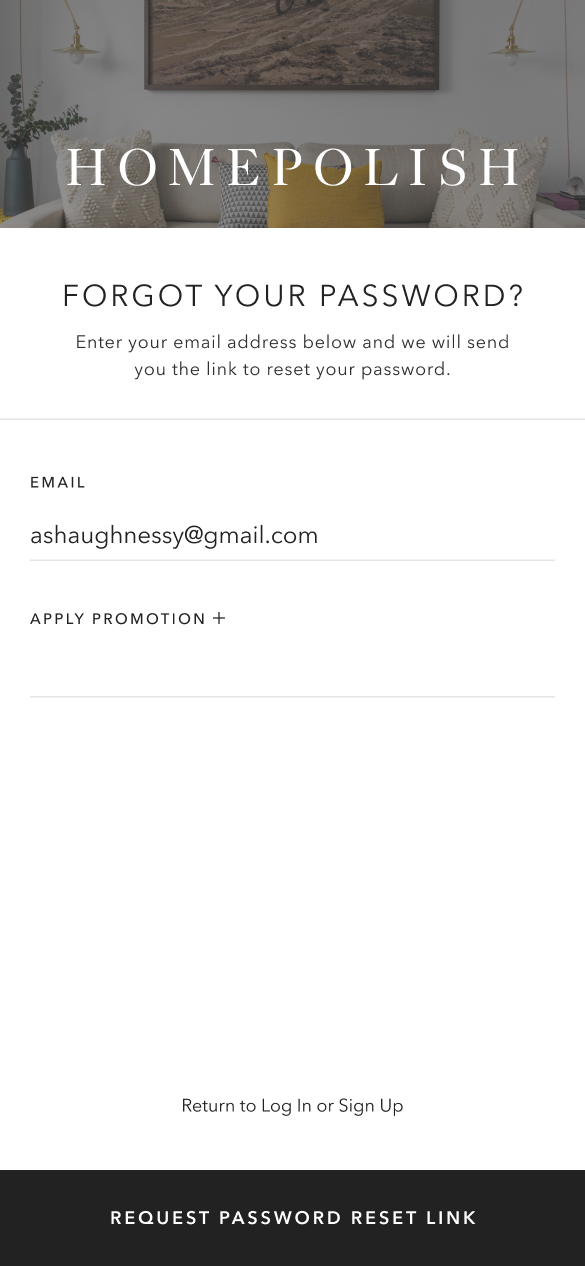 HOMEPOLISH
FORGOT YOUR PASSWORD?
Enter your email address below and we will send
you the link to reset your password.
EMAIL
ashaughnessy@gmail.com
APPLY PROMOTION +
Return to Log In or Sign Up
REQUEST PASSWORD RESET LINK